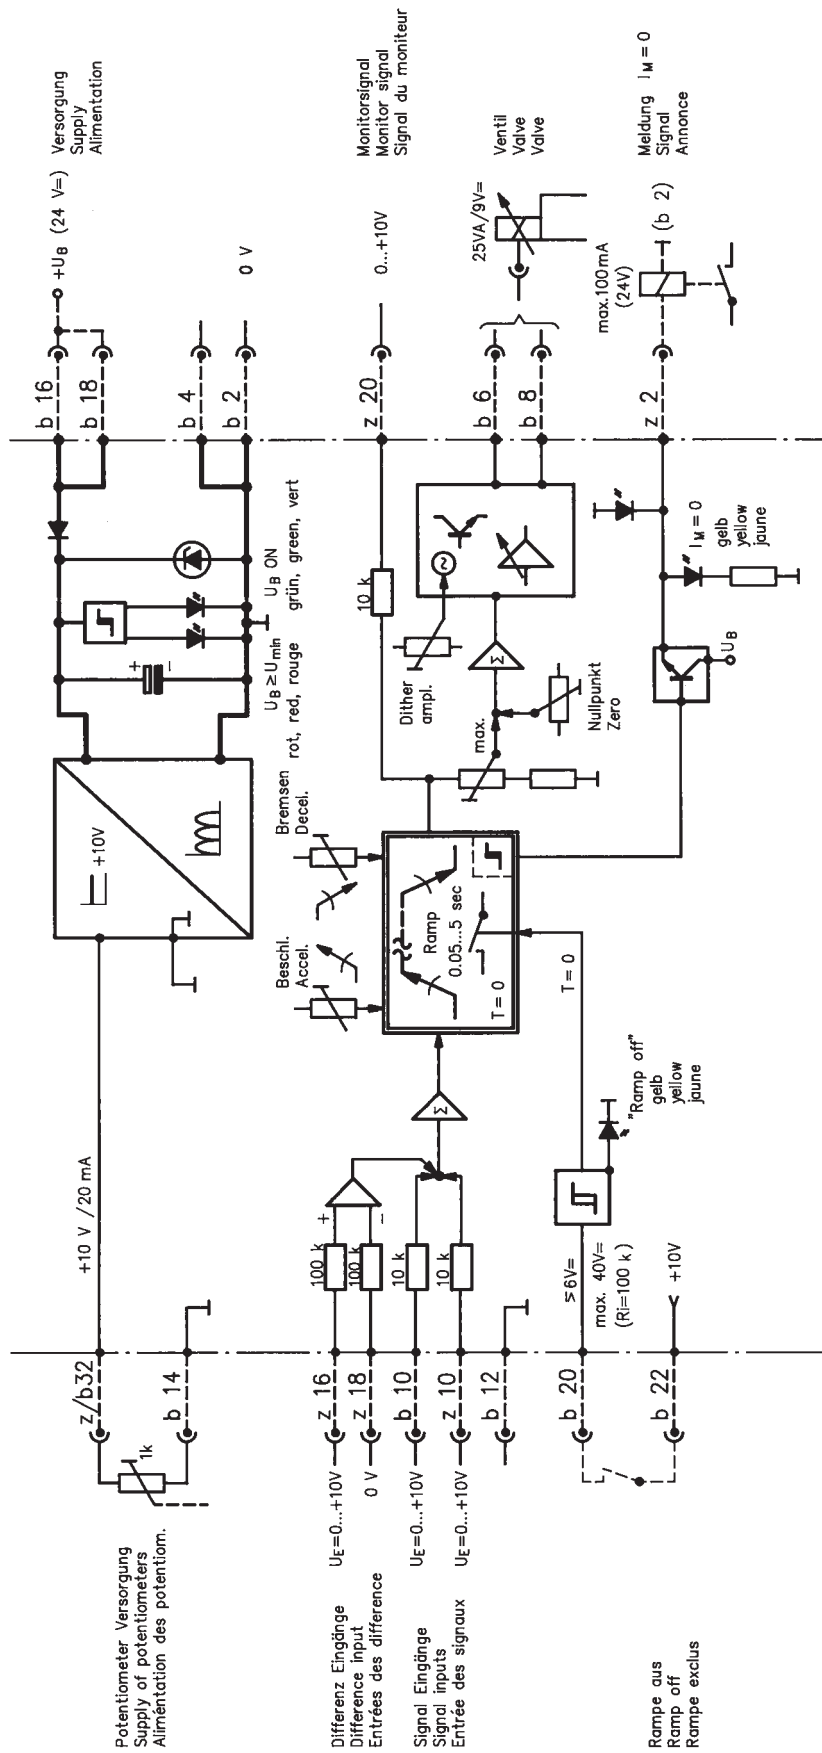 Potentiometer Versorgung
Supply of potentiometers
Aliméntation des potentiom.
1k
z/b32
b 14
+10 V /20 mA
+10V
UB ≥ Umin
rot, red, rouge
UB ON
grün, green, vert
+
−
b 16
b 18
b 4
b 2
+UB (24 V=)
0 V
Versorgung
Supply
Alimentation
Differenz Eingänge
Difference input
Entrées des difference
UE=0...+10V
0 V
z 16
z 18
100 k
100 k
+
−
Signal Eingänge
Signal inputs
Entrée des signaux
UE=0...+10V
UE=0...+10V
b 10
z 10
b 12
10 k
10 k
Σ
Beschl.
Accel.
Bremsen
Decel.
Ramp
0.05...5 sec
T=0
max.
Nullpunkt
Zero
Σ
Dither
ampl.
10 k
z 20
0...+10V
Monitorsignal
Monitor signal
Signal du moniteur
b 6
b 8
25VA/9V=
Ventil
Valve
Valve
Rampe aus
Ramp off
Rampe exclus
b 20
b 22
⋝6V=
max. 40V=
(Ri=100 k)
+10V
"Ramp off"
gelb
yellow
jaune
T=0
UB
IM=0
gelb
yellow
jaune
z 2
max.100mA
(24V)
(b 2)
Meldung IM=0
Signal
Annonce